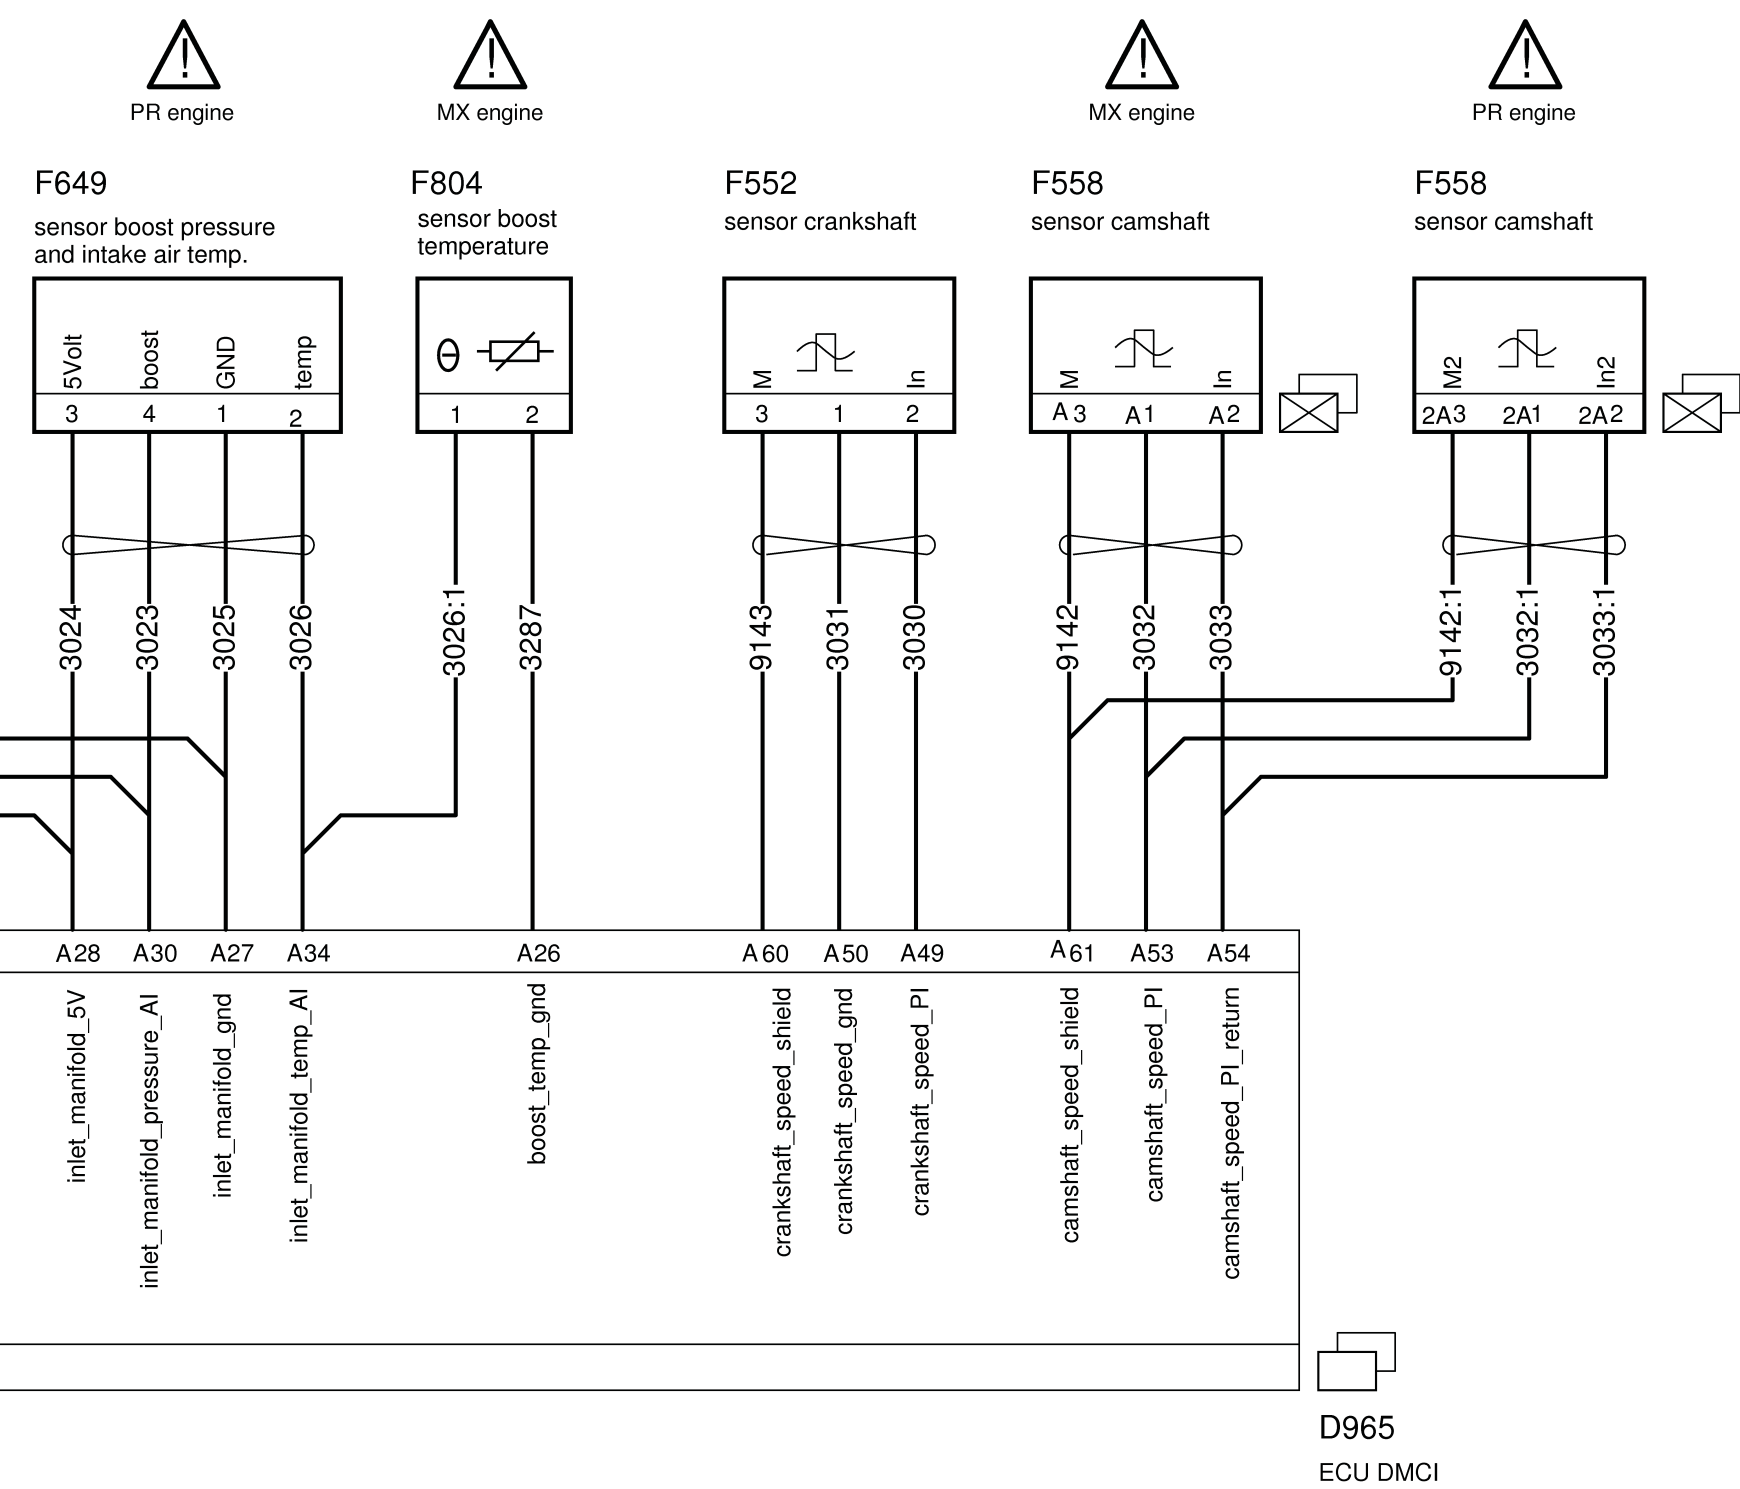 PR engine
MX engine
MX engine
PR engine
F649
F804
F552
F558
F558
sensor boost pressure
and intake air temp.
sensor boost
temperature
sensor crankshaft
sensor camshaft
sensor camshaft
5Volt
boost
GND
temp
Θ
M
In
M
In
M2
In2
3
4
1
2
1
2
3
1
2
A3
A1
A2
2A3
2A1
2A2
3024
3023
3025
3026
3026:1
3287
9143
3031
3030
9142
3032
3033
9142:1
3032:1
3033:1
A28
A30
A27
A34
A26
A60
A50
A49
A61
A53
A54
inlet_manifold_5V
inlet_manifold_pressure_AI
inlet_manifold_gnd
inlet_manifold_temp_AI
boost_temp_gnd
crankshaft_speed_shield
crankshaft_speed_gnd
crankshaft_speed_PI
camshaft_speed_shield
camshaft_speed_PI
camshaft_speed_PI_return
D965
ECU DMCI